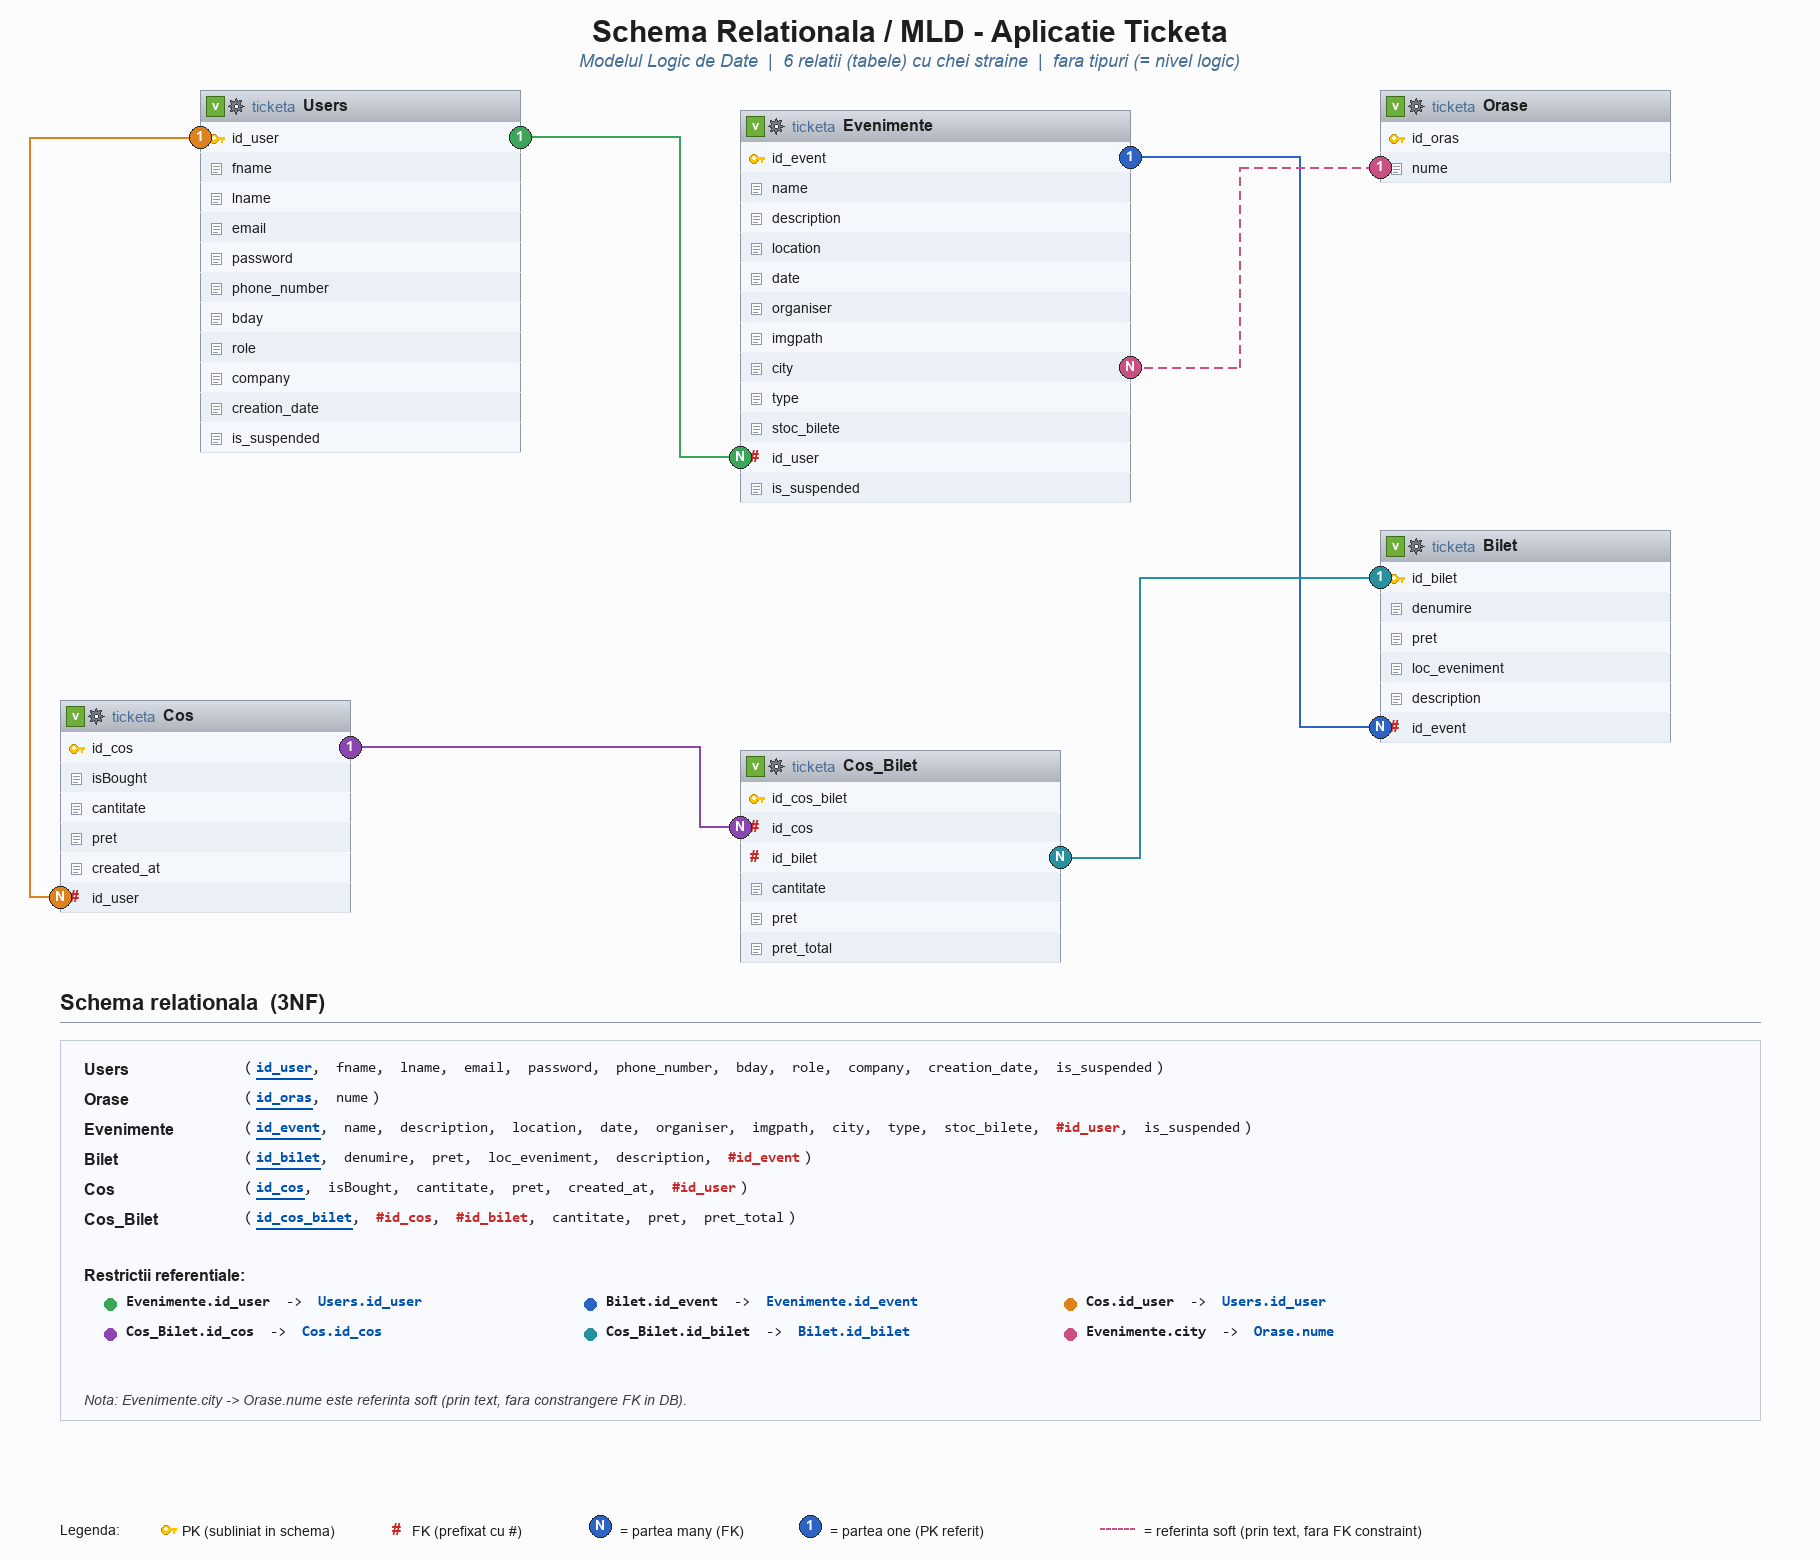 Schema Relationala / MLD - Aplicatie Ticketa
Modelul Logic de Date | 6 relatii (tabele) cu chei straine | fara tipuri (= nivel logic)
v ticketa Users
1 id_user 1
fname
lname
email
password
phone_number
bday
role
company
creation_date
is_suspended
v ticketa Evenimente
id_event 1
name
description
location
date
organiser
imgpath
city N
type
stoc_bilete
N # id_user
is_suspended
v ticketa Orase
id_oras
1 nume
v ticketa Bilet
1 id_bilet
denumire
pret
loc_eveniment
description
N # id_event
v ticketa Cos
id_cos 1
isBought
cantitate
pret
created_at
N # id_user
v ticketa Cos_Bilet
id_cos_bilet
N # id_cos
# id_bilet N
cantitate
pret
pret_total
Schema relationala (3NF)
Users ( id_user, fname, lname, email, password, phone_number, bday, role, company, creation_date, is_suspended )
Orase ( id_oras, nume )
Evenimente ( id_event, name, description, location, date, organiser, imgpath, city, type, stoc_bilete, #id_user, is_suspended )
Bilet ( id_bilet, denumire, pret, loc_eveniment, description, #id_event )
Cos ( id_cos, isBought, cantitate, pret, created_at, #id_user )
Cos_Bilet ( id_cos_bilet, #id_cos, #id_bilet, cantitate, pret, pret_total )
Restrictii referentiale:
Evenimente.id_user -> Users.id_user Bilet.id_event -> Evenimente.id_event Cos.id_user -> Users.id_user
Cos_Bilet.id_cos -> Cos.id_cos Cos_Bilet.id_bilet -> Bilet.id_bilet Evenimente.city -> Orase.nume
Nota: Evenimente.city -> Orase.nume este referinta soft (prin text, fara constrangere FK in DB).
Legenda: PK (subliniat in schema) # FK (prefixat cu #) N = partea many (FK) 1 = partea one (PK referit) = referinta soft (prin text, fara FK constraint)